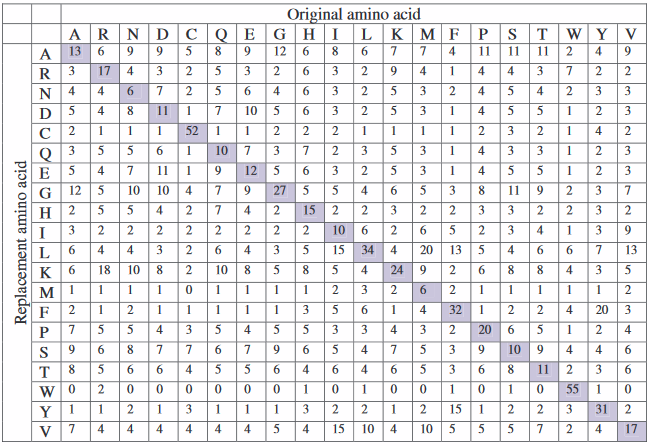 Original amino acid
A R N D C Q E G H I L K M F P S T W Y V
Replacement amino acid
A 13 6 9 9 5 8 9 12 6 8 6 7 7 4 11 11 11 2 4 9
R 3 17 4 3 2 5 3 2 6 3 2 9 4 1 4 4 3 7 2 2
N 4 4 6 7 2 5 6 4 6 3 2 5 3 2 4 5 4 2 3 3
D 5 4 8 11 1 7 10 5 6 3 2 5 3 1 4 5 5 1 2 3
C 2 1 1 1 52 1 1 2 2 2 1 1 1 1 2 3 2 1 4 2
Q 3 5 5 6 1 10 7 3 7 2 3 5 3 1 4 3 3 1 2 3
E 5 4 7 11 1 9 12 5 6 3 2 5 3 1 4 5 5 1 2 3
G 12 5 10 10 4 7 9 27 5 5 4 6 5 3 8 11 9 2 3 7
H 2 5 5 4 2 7 4 2 15 2 2 3 2 2 3 3 2 2 3 2
I 3 2 2 2 2 2 2 2 2 10 6 2 6 5 2 3 4 1 3 9
L 6 4 4 3 2 6 4 3 5 15 34 4 20 13 5 4 6 6 7 13
K 6 18 10 8 2 10 8 5 8 5 4 24 9 2 6 8 8 4 3 5
M 1 1 1 1 0 1 1 1 1 2 3 2 6 2 1 1 1 1 1 2
F 2 1 2 1 1 1 1 1 3 5 6 1 4 32 1 2 2 4 20 3
P 7 5 5 4 3 5 4 5 5 3 3 4 3 2 20 6 5 1 2 4
S 9 6 8 7 7 6 7 9 6 5 4 7 5 3 9 10 9 4 4 6
T 8 5 6 6 4 5 5 6 4 6 4 6 5 3 6 8 11 2 3 6
W 0 2 0 0 0 0 0 0 1 0 1 0 0 1 0 1 0 55 1 0
Y 1 1 2 1 3 1 1 1 3 2 2 1 2 15 1 2 2 3 31 2
V 7 4 4 4 4 4 4 5 4 15 10 4 10 5 5 5 7 2 4 17